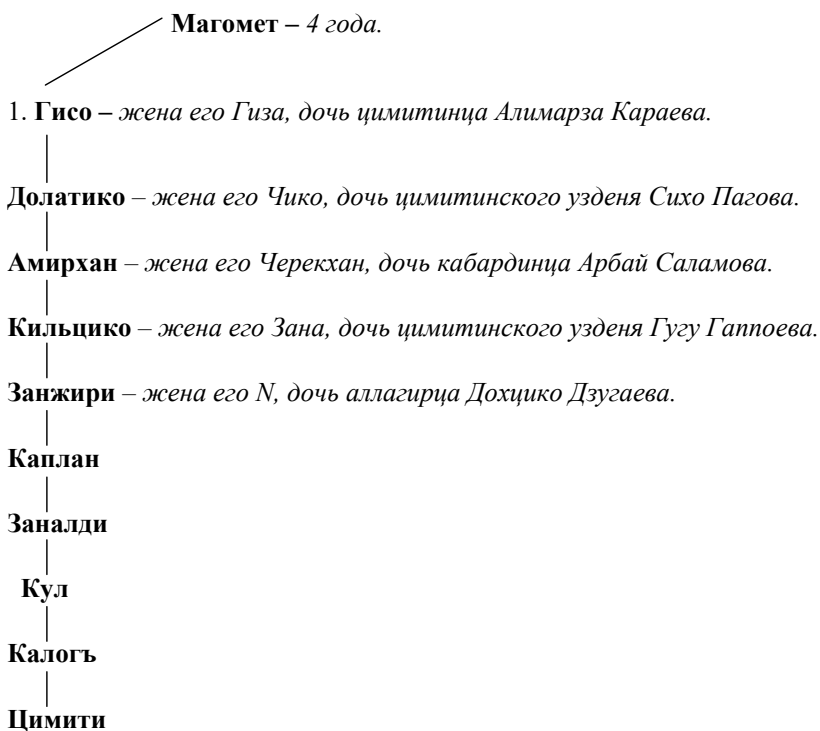 Магомет – 4 года.
1. Гисо – жена его Гиза, дочь цимитинца Алимарза Караева.
Долатико – жена его Чико, дочь цимитинского узденя Сихо Пагова.
Амирхан – жена его Черекхан, дочь кабардинца Арбай Саламова.
Кильцико – жена его Зана, дочь цимитинского узденя Гугу Гаппоева.
Занжири – жена его N, дочь аллагирца Дохцико Дзугаева.
Каплан
Заналди
Кул
Калогъ
Цимити